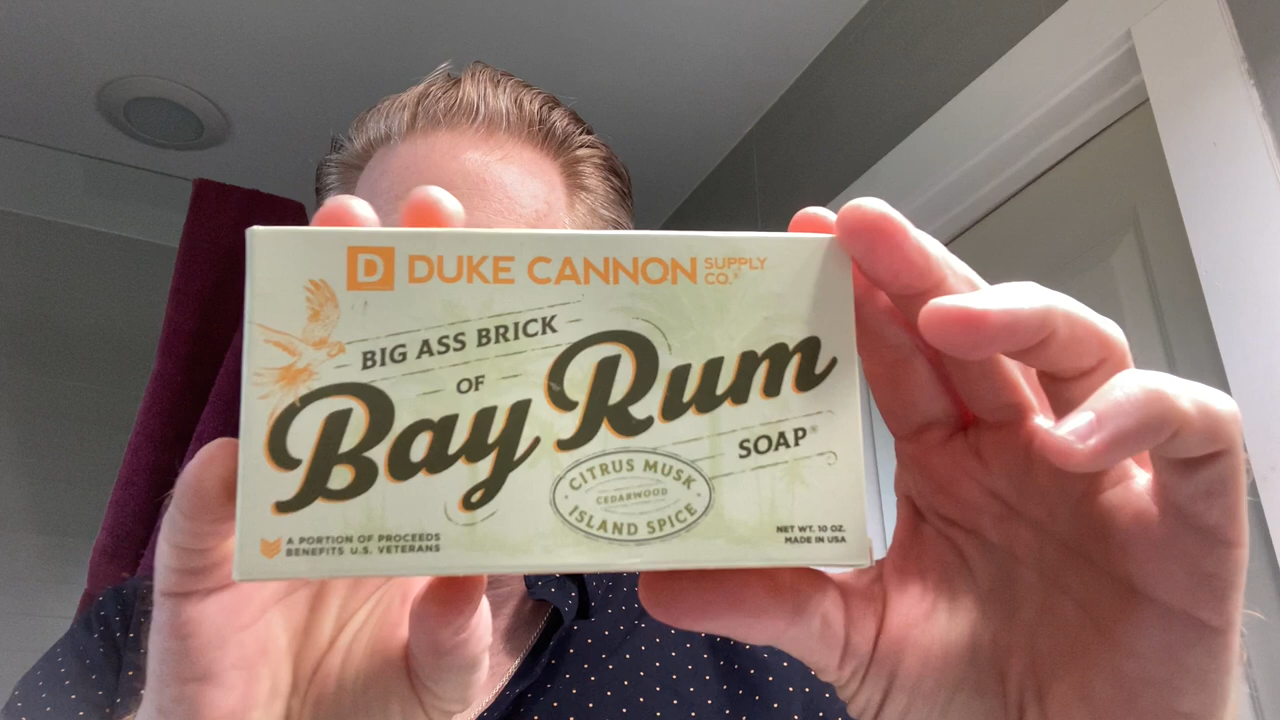 D DUKE CANNON SUPPLY CO.®
BIG ASS BRICK
OF
Bay Rum
SOAP®
CITRUS MUSK
CEDARWOOD
ISLAND SPICE
A PORTION OF PROCEEDS
BENEFITS U.S. VETERANS
NET WT. 10 OZ.
MADE IN USA